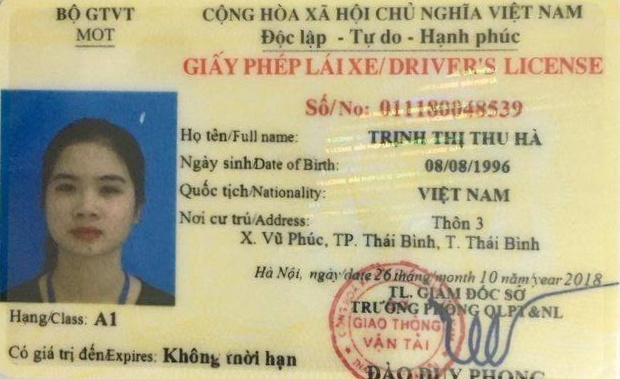 BỘ GTVT
MOT
CỘNG HÒA XÃ HỘI CHỦ NGHĨA VIỆT NAM
Độc lập - Tự do - Hạnh phúc
GIẤY PHÉP LÁI XE/DRIVER'S LICENSE
Số/No: 011180048539
Họ tên/Full name: TRỊNH THỊ THU HÀ
Ngày sinh/Date of Birth: 08/08/1996
Quốc tịch/Nationality: VIỆT NAM
Nơi cư trú/Address: Thôn 3
X. Vũ Phúc, TP. Thái Bình, T. Thái Bình
Hà Nội, ngày/date 26 tháng/month 10 năm/year 2018
TL. GIÁM ĐỐC SỞ
TRƯỞNG PHÒNG QLPT&NL
GIAO THÔNG
VẬN TẢI
Hạng/Class: A1
Có giá trị đến/Expires: Không thời hạn
ĐÀO DUY PHONG